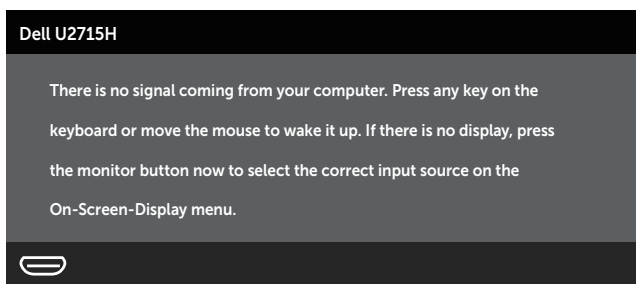 Dell U2715H
There is no signal coming from your computer. Press any key on the
keyboard or move the mouse to wake it up. If there is no display, press
the monitor button now to select the correct input source on the
On-Screen-Display menu.